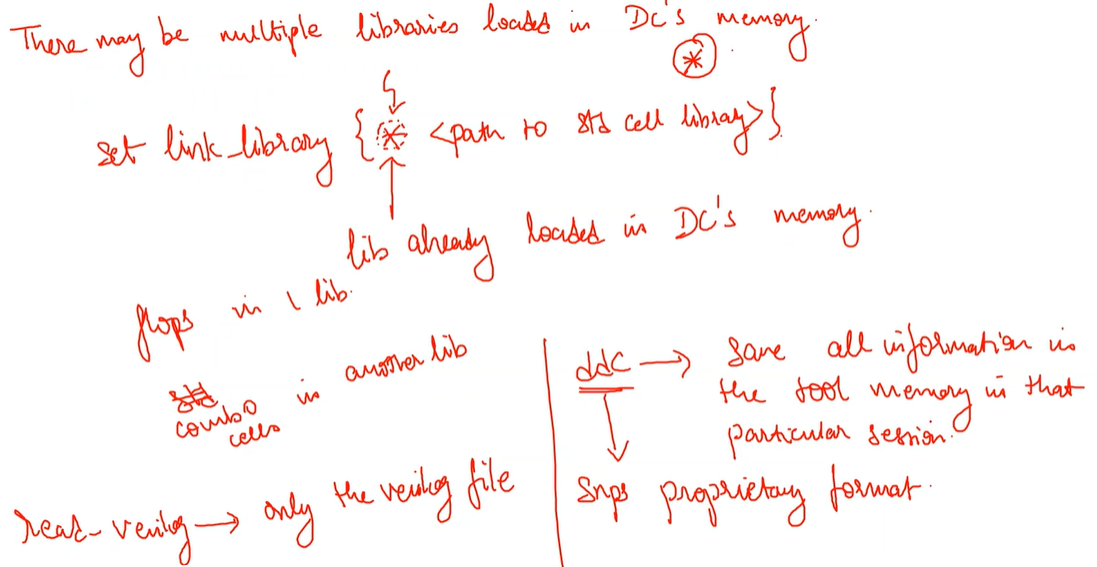 There may be multiple libraries loaded in DC's memory.
*
set link_library { * <path to std cell library> }
lib already loaded in DC's memory.
flops in 1 lib.
combo cells in another lib
read_verilog → only the verilog file
ddc → save all information in
the tool memory in that
particular session.
Snps proprietary format.